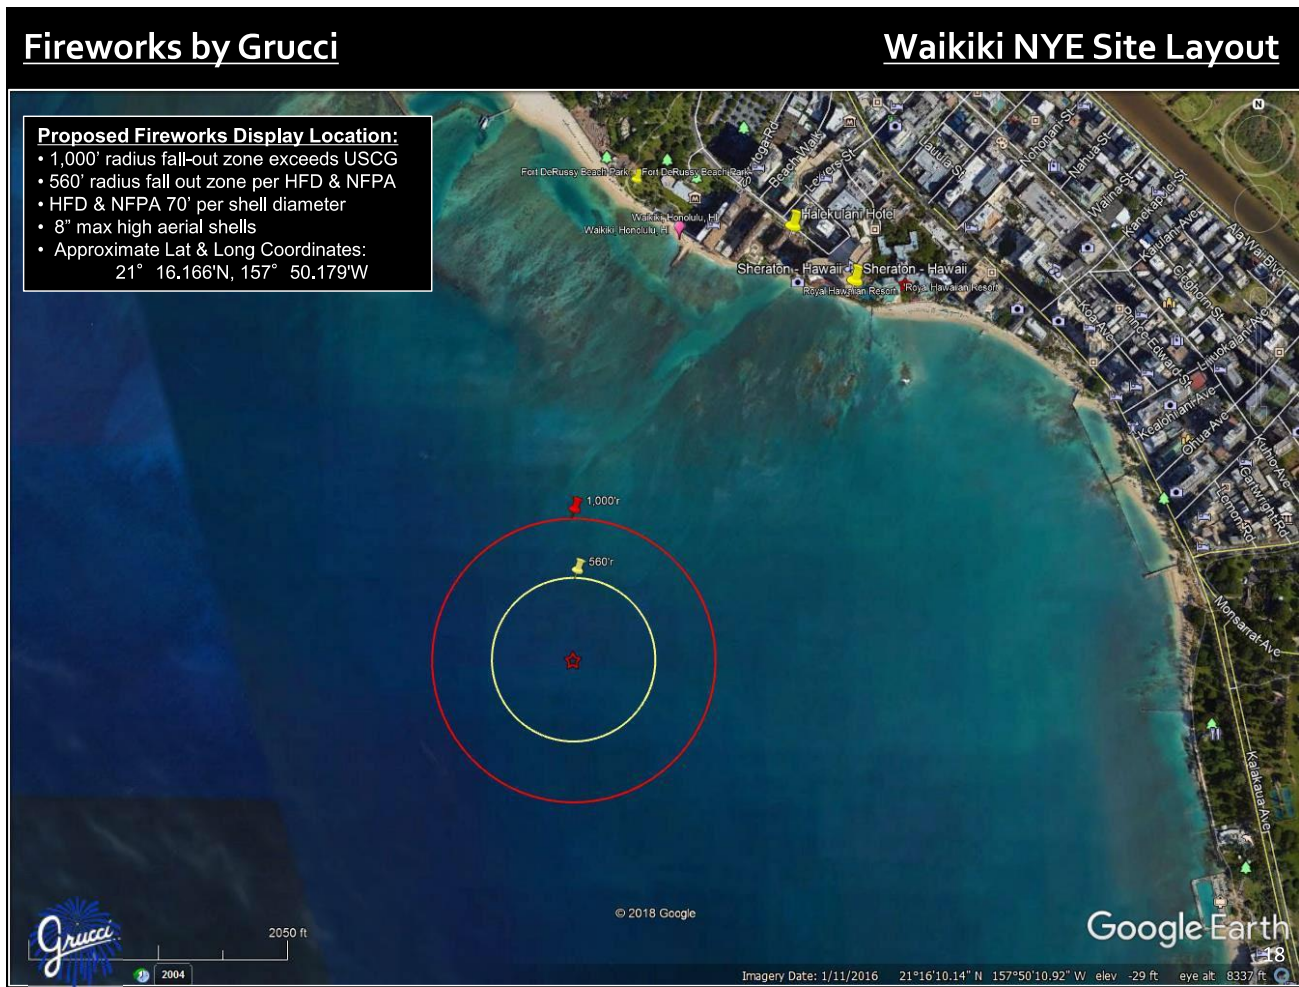 Fireworks by Grucci
Waikiki NYE Site Layout
Proposed Fireworks Display Location:
• 1,000' radius fall-out zone exceeds USCG
• 560' radius fall out zone per HFD & NFPA
• HFD & NFPA 70' per shell diameter
• 8" max high aerial shells
• Approximate Lat & Long Coordinates:
21° 16.166'N, 157° 50.179'W
N
Fort DeRussy Beach Park
Fort DeRussy Beach Park
Beach Walk
Lewers St
Lauula St
Nohonani St
Nahua St
Walina St
Kanekapolei St
Kaiulani Ave
Ala Wai Blvd
Cleghorn St
Liliuokalani Ave
Prince Edward St
Koa Ave
Kealohilani Ave
Ohua Ave
Kuhio Ave
Cartwright Rd
Lemon Rd
Monsarrat Ave
Kalakaua Ave
Waikiki Honolulu, HI
Waikiki Honolulu, H
Halekulani Hotel
Sheraton - Hawaii
Sheraton - Hawaii
Royal Hawaiian Resort
Royal Hawaiian Resort
1,000'r
560'r
© 2018 Google
Google Earth
18
Grucci
2050 ft
2004
Imagery Date: 1/11/2016 21°16'10.14" N 157°50'10.92" W elev -29 ft eye alt 8337 ft